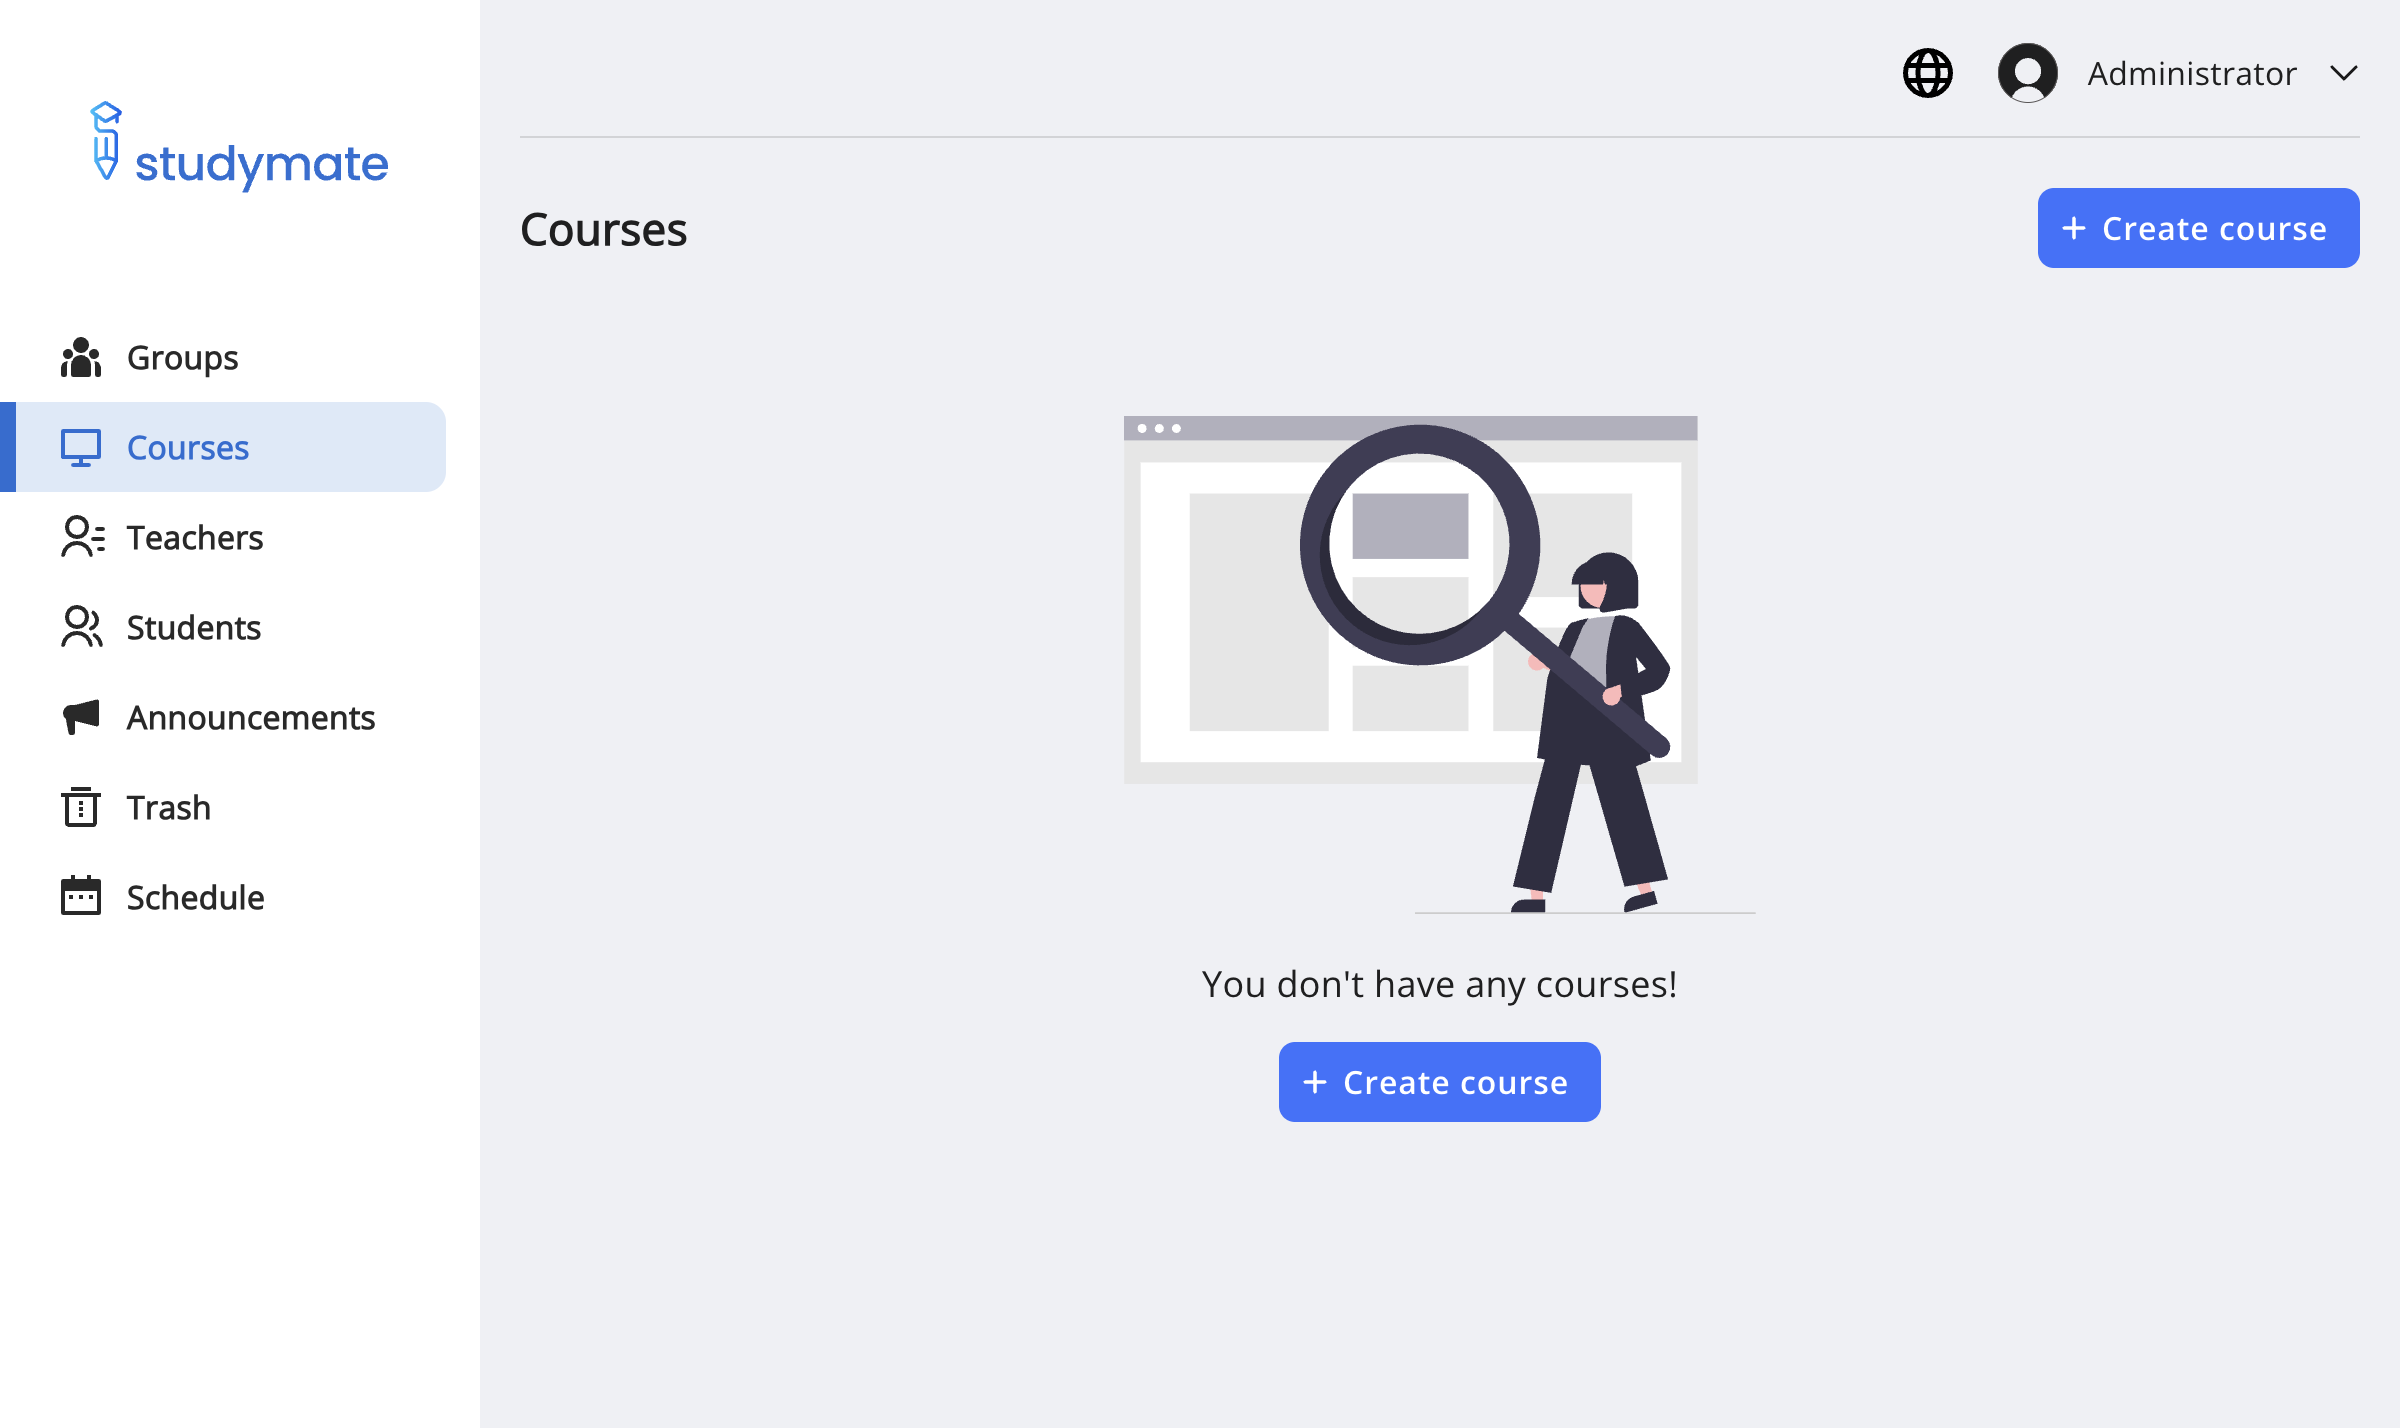 studymate
Administrator
Courses
+ Create course
Groups
Courses
Teachers
Students
Announcements
Trash
Schedule
You don't have any courses!
+ Create course